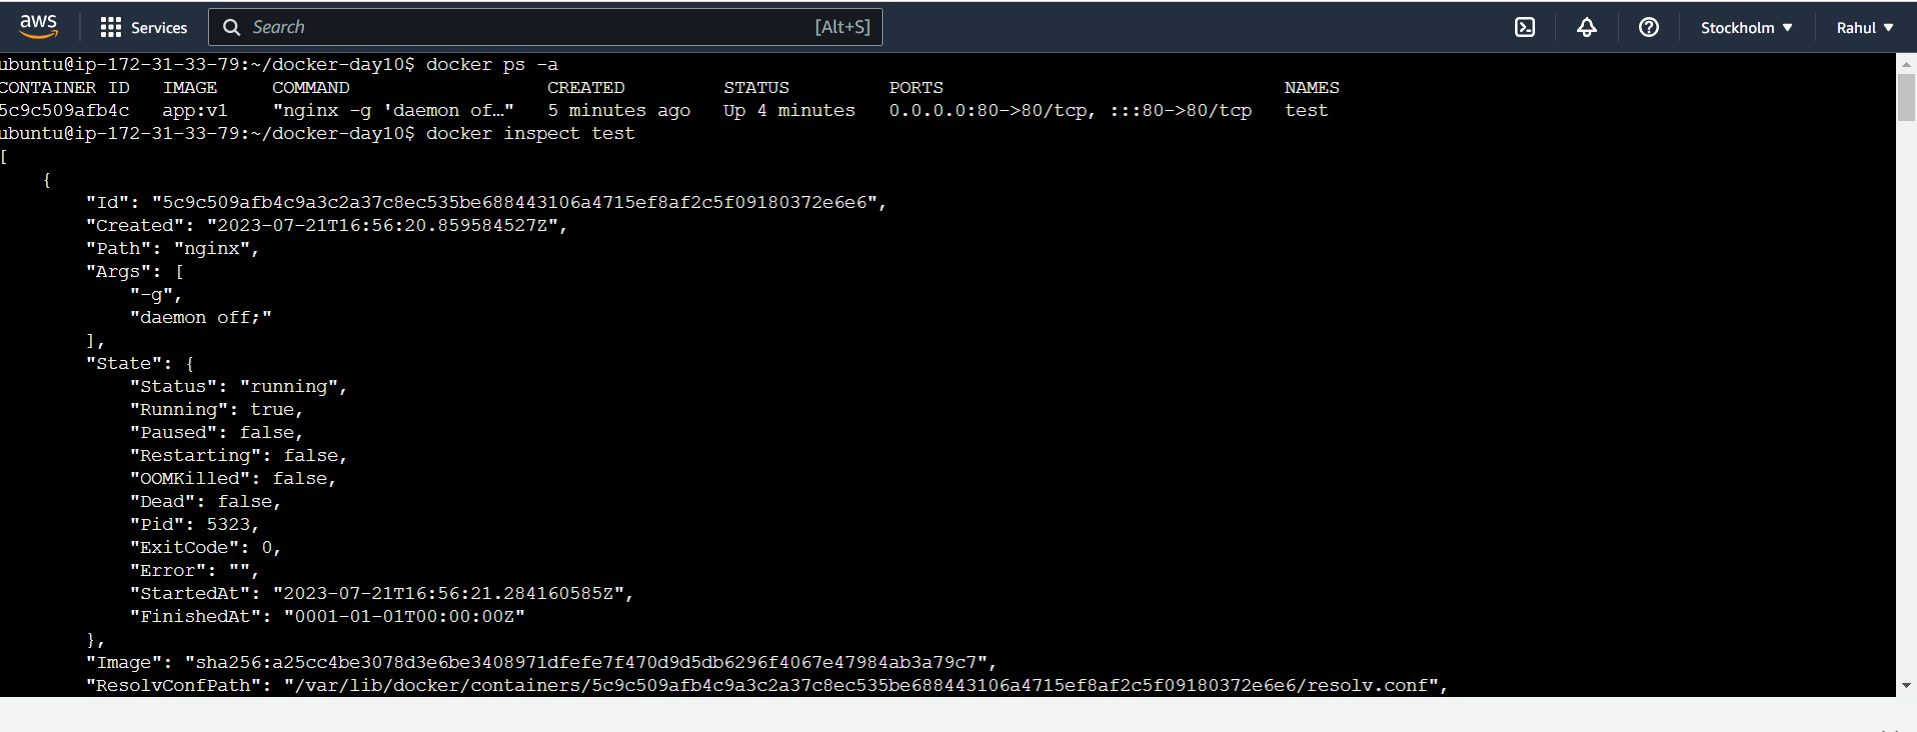 aws Services Search [Alt+S] Stockholm Rahul
ubuntu@ip-172-31-33-79:~/docker-day10$ docker ps -a
CONTAINER ID IMAGE COMMAND CREATED STATUS PORTS NAMES
5c9c509afb4c app:v1 "nginx -g 'daemon of…" 5 minutes ago Up 4 minutes 0.0.0.0:80->80/tcp, :::80->80/tcp test
ubuntu@ip-172-31-33-79:~/docker-day10$ docker inspect test
[
    {
        "Id": "5c9c509afb4c9a3c2a37c8ec535be688443106a4715ef8af2c5f09180372e6e6",
        "Created": "2023-07-21T16:56:20.859584527Z",
        "Path": "nginx",
        "Args": [
            "-g",
            "daemon off;"
        ],
        "State": {
            "Status": "running",
            "Running": true,
            "Paused": false,
            "Restarting": false,
            "OOMKilled": false,
            "Dead": false,
            "Pid": 5323,
            "ExitCode": 0,
            "Error": "",
            "StartedAt": "2023-07-21T16:56:21.284160585Z",
            "FinishedAt": "0001-01-01T00:00:00Z"
        },
        "Image": "sha256:a25cc4be3078d3e6be3408971dfefe7f470d9d5db6296f4067e47984ab3a79c7",
        "ResolvConfPath": "/var/lib/docker/containers/5c9c509afb4c9a3c2a37c8ec535be688443106a4715ef8af2c5f09180372e6e6/resolv.conf",